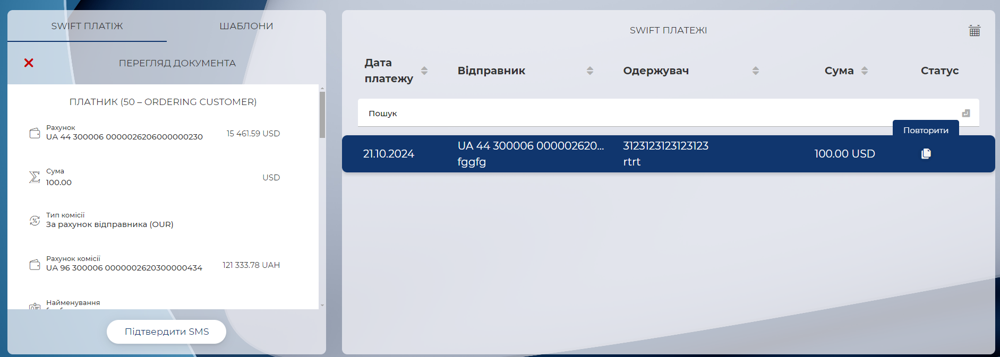 SWIFT ПЛАТІЖ
ШАБЛОНИ
ПЕРЕГЛЯД ДОКУМЕНТА
ПЛАТНИК (50 – ORDERING CUSTOMER)
Рахунок
UA 44 300006 0000026206000000230
15 461.59 USD
Сума
100.00
USD
Тип комісії
За рахунок відправника (OUR)
Рахунок комісії
UA 96 300006 0000002620300000434
121 333.78 UAH
Найменування
Підтвердити SMS
SWIFT ПЛАТЕЖІ
Дата
платежу
Відправник
Одержувач
Сума
Статус
Пошук
Повторити
21.10.2024
UA 44 300006 000002620...
fggfg
3123123123123123
rtrt
100.00 USD